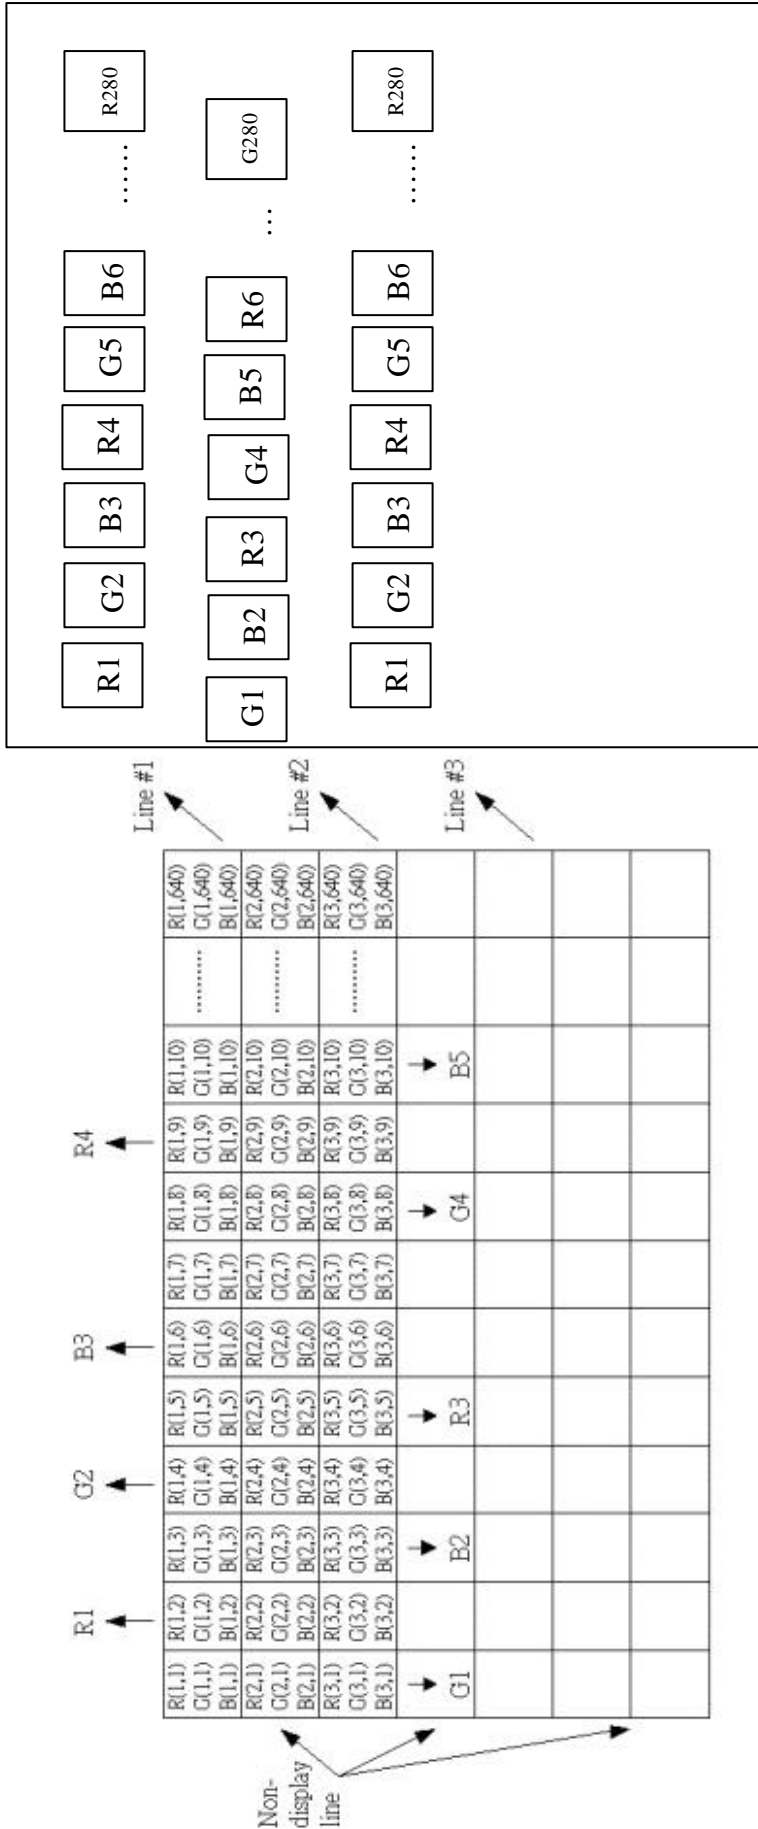 R1 G2 B3 R4
R(1,1) R(1,2) R(1,3) R(1,4) R(1,5) R(1,6) R(1,7) R(1,8) R(1,9) R(1,10) R(1,640)
G(1,1) G(1,2) G(1,3) G(1,4) G(1,5) G(1,6) G(1,7) G(1,8) G(1,9) G(1,10) .......... G(1,640)
B(1,1) B(1,2) B(1,3) B(1,4) B(1,5) B(1,6) B(1,7) B(1,8) B(1,9) B(1,10) B(1,640)
Line #1
R(2,1) R(2,2) R(2,3) R(2,4) R(2,5) R(2,6) R(2,7) R(2,8) R(2,9) R(2,10) R(2,640)
G(2,1) G(2,2) G(2,3) G(2,4) G(2,5) G(2,6) G(2,7) G(2,8) G(2,9) G(2,10) .......... G(2,640)
B(2,1) B(2,2) B(2,3) B(2,4) B(2,5) B(2,6) B(2,7) B(2,8) B(2,9) B(2,10) B(2,640)
Line #2
R(3,1) R(3,2) R(3,3) R(3,4) R(3,5) R(3,6) R(3,7) R(3,8) R(3,9) R(3,10) R(3,640)
G(3,1) G(3,2) G(3,3) G(3,4) G(3,5) G(3,6) G(3,7) G(3,8) G(3,9) G(3,10) .......... G(3,640)
B(3,1) B(3,2) B(3,3) B(3,4) B(3,5) B(3,6) B(3,7) B(3,8) B(3,9) B(3,10) B(3,640)
Line #3
G1 B2 R3 G4 B5
Non-
display
line
R1 G2 B3 R4 G5 B6 ...... R280
G1 B2 R3 G4 B5 R6 ... G280
R1 G2 B3 R4 G5 B6 ...... R280